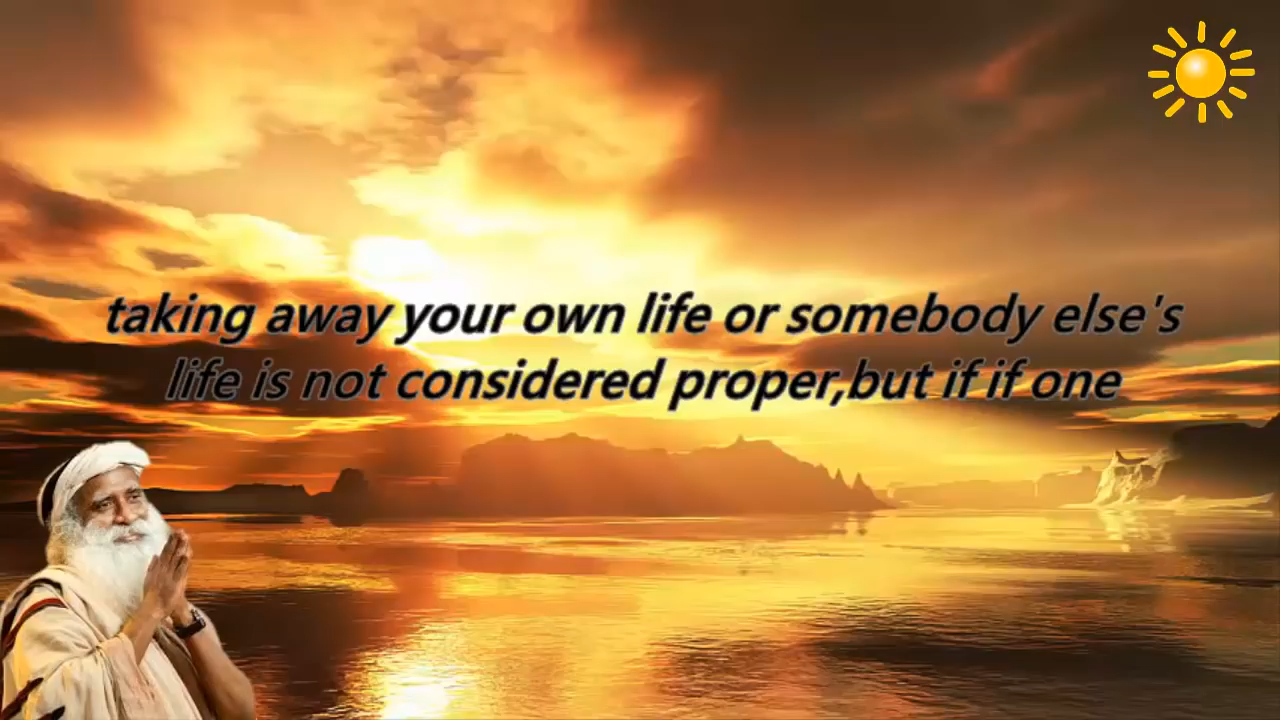 taking away your own life or somebody else's
life is not considered proper,but if if one